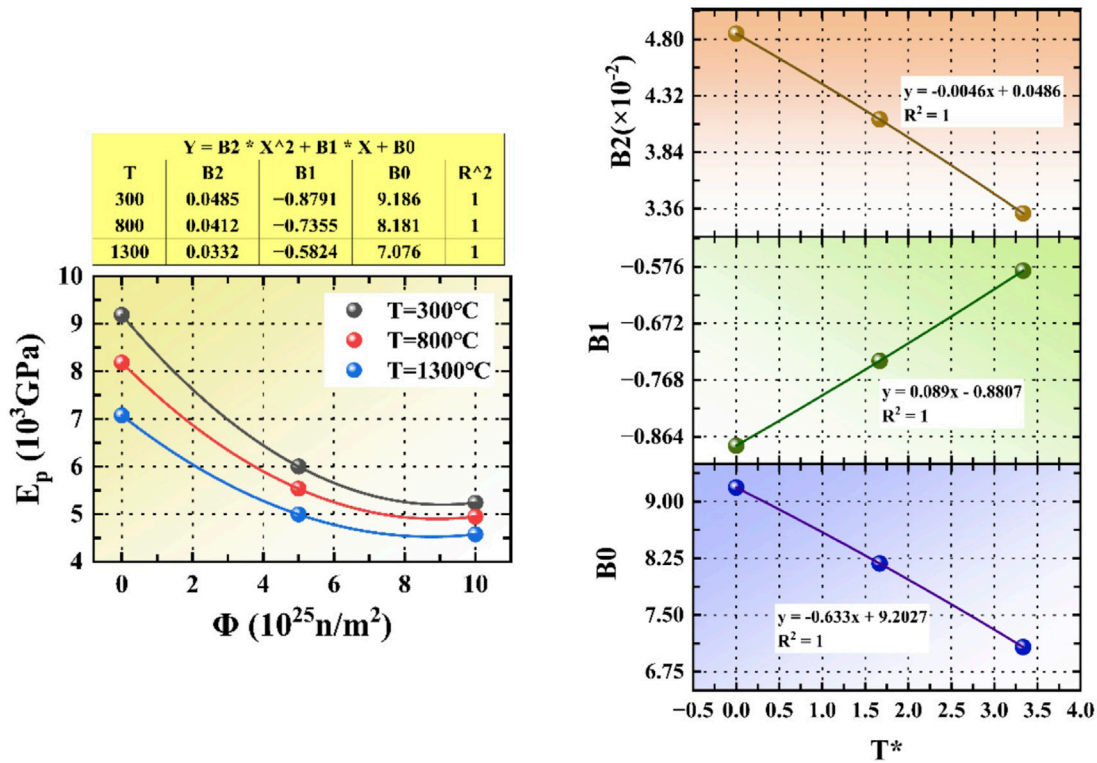 Y = B2 * X^2 + B1 * X + B0
T B2 B1 B0 R^2
300 0.0485 −0.8791 9.186 1
800 0.0412 −0.7355 8.181 1
1300 0.0332 −0.5824 7.076 1
10
9
8
7
6
5
4
E_p (10^3GPa)
T=300°C
T=800°C
T=1300°C
0 2 4 6 8 10
Φ (10^25n/m^2)
4.80
4.32
3.84
3.36
B2(×10^-2)
y = -0.0046x + 0.0486
R^2 = 1
−0.576
−0.672
−0.768
−0.864
B1
y = 0.089x - 0.8807
R^2 = 1
9.00
8.25
7.50
6.75
B0
y = -0.633x + 9.2027
R^2 = 1
−0.5 0.0 0.5 1.0 1.5 2.0 2.5 3.0 3.5 4.0
T*